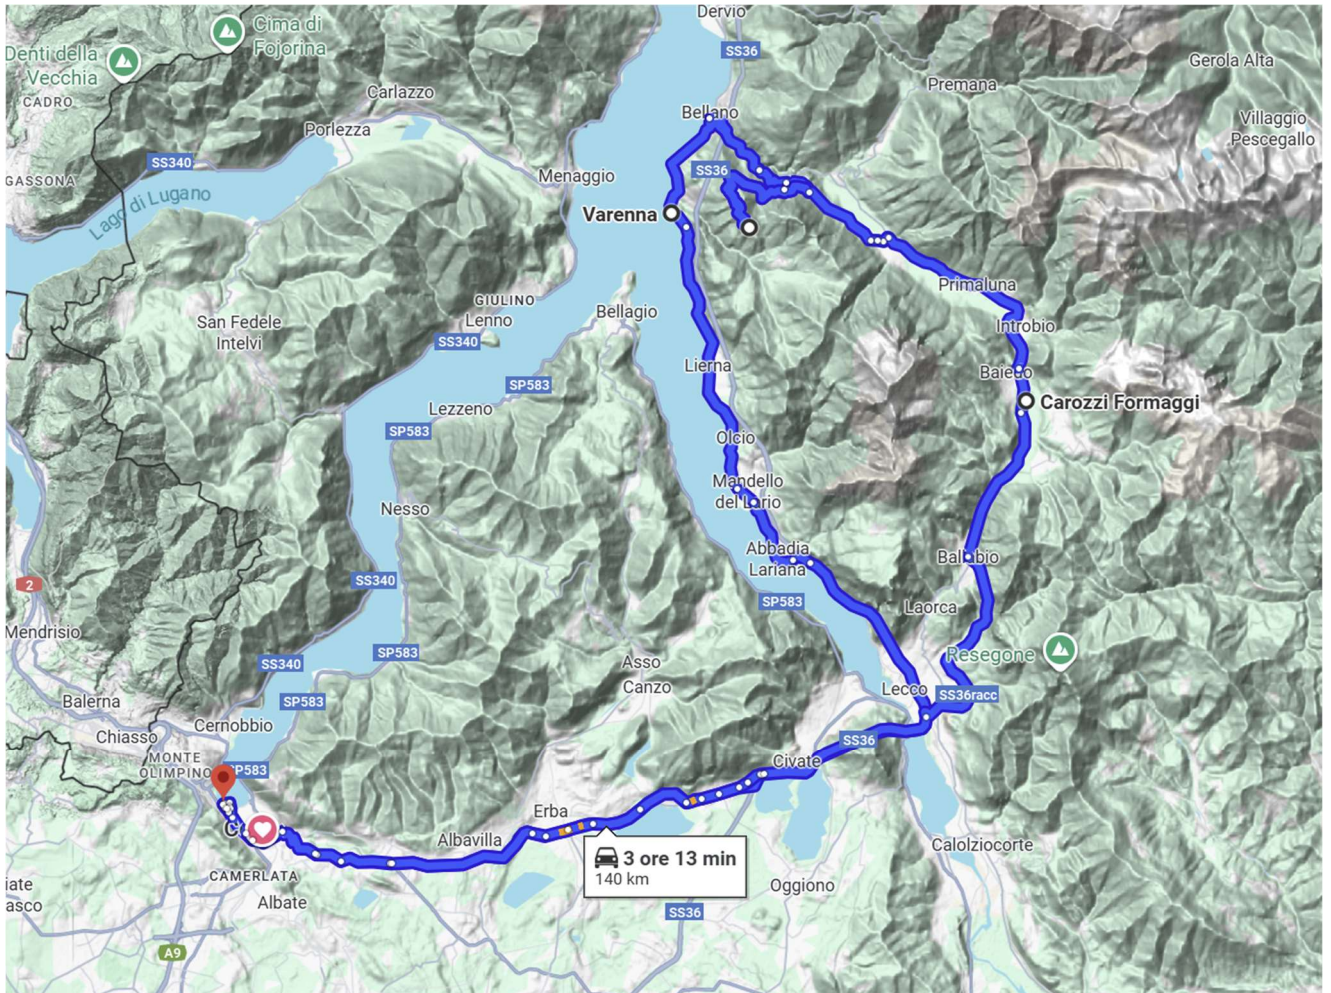 Dervio
Cima di
Fojorina
SS36
Denti della
Vecchia
Gerola Alta
Premana
Carlazzo
CADRO
Bellano
Villaggio
Pescegallo
Porlezza
SS340
SS36
Menaggio
GASSONA
Lago di Lugano
Varenna
Primaluna
GIULINO
Lenno
Bellagio
San Fedele
Intelvi
Introbio
SS340
Lierna
Baiedo
SP583
Carozzi Formaggi
Lezzeno
SP583
Olcio
Mandello
del Lario
Nesso
Abbadia
Lariana
Ballabio
SS340
2
SP583
Laorca
Mendrisio
SP583
Resegone
SS340
Asso
Canzo
Lecco
SS36racc
Balerna
SP583
Cernobbio
Chiasso
SS36
MONTE
OLIMPINO
SP583
Civate
Erba
C
Albavilla
3 ore 13 min
140 km
Calolziocorte
CAMERLATA
Oggiono
iate
asco
Albate
SS36
A9